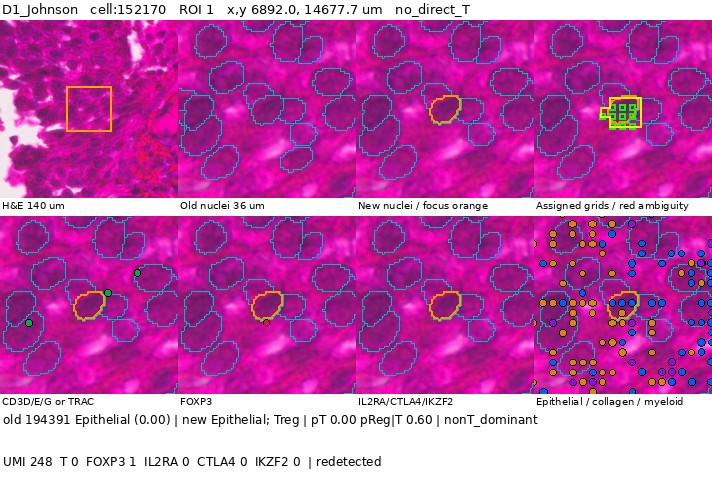 D1_Johnson cell:152170 ROI 1 x,y 6892.0, 14677.7 um no_direct_T
H&E 140 um
Old nuclei 36 um
New nuclei / focus orange
Assigned grids / red ambiguity
CD3D/E/G or TRAC
FOXP3
IL2RA/CTLA4/IKZF2
Epithelial / collagen / myeloid
old 194391 Epithelial (0.00) | new Epithelial; Treg | pT 0.00 pReg|T 0.60 | nonT_dominant
UMI 248 T 0 FOXP3 1 IL2RA 0 CTLA4 0 IKZF2 0 | redetected